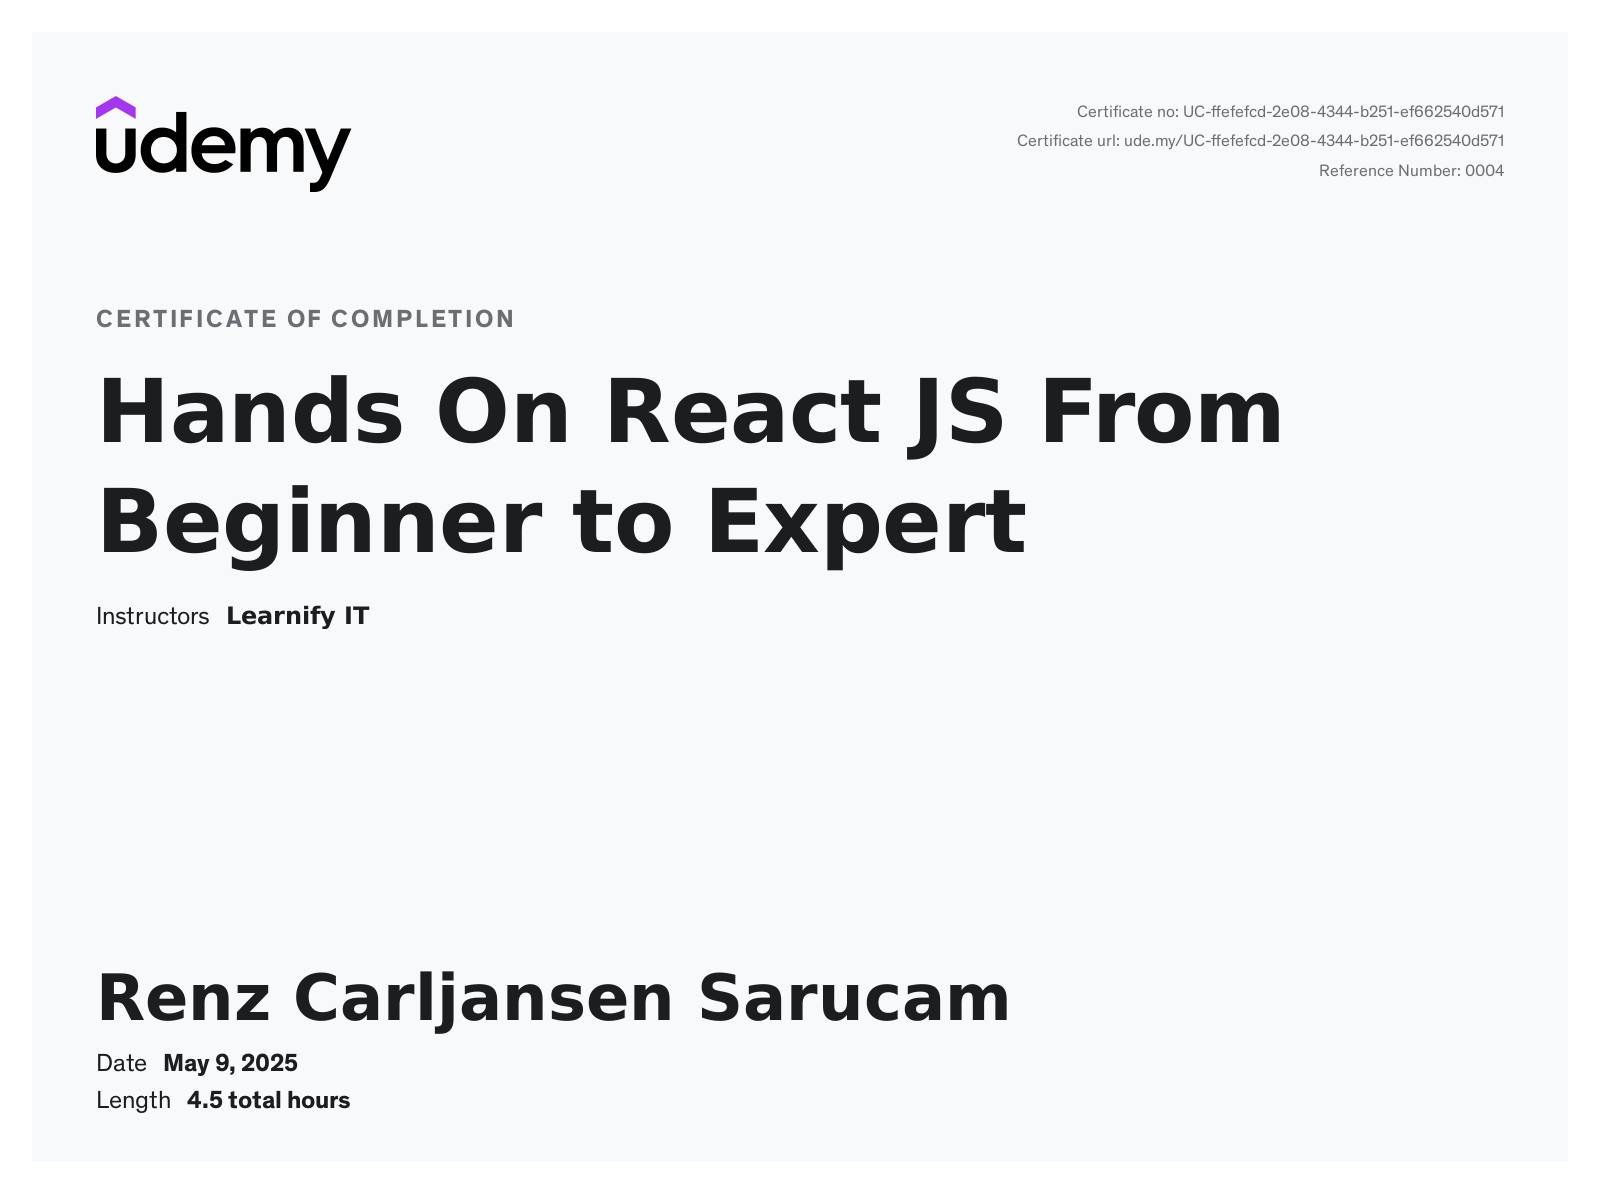 udemy
Certificate no: UC-ffefefcd-2e08-4344-b251-ef662540d571
Certificate url: ude.my/UC-ffefefcd-2e08-4344-b251-ef662540d571
Reference Number: 0004
CERTIFICATE OF COMPLETION
Hands On React JS From
Beginner to Expert
Instructors Learnify IT
Renz Carljansen Sarucam
Date May 9, 2025
Length 4.5 total hours